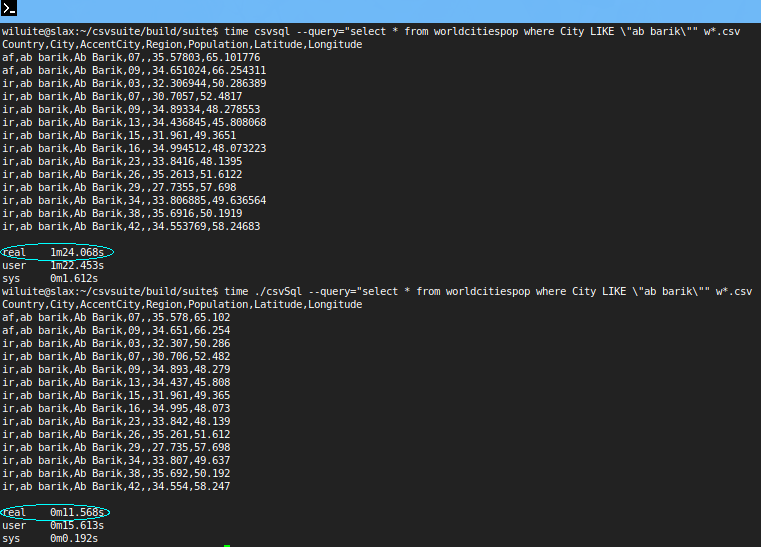 wiluite@slax:~/csvsuite/build/suite$ time csvsql --query="select * from worldcitiespop where City LIKE \"ab barik\"" w*.csv
Country,City,AccentCity,Region,Population,Latitude,Longitude
af,ab barik,Ab Barik,07,,35.57803,65.101776
af,ab barik,Ab Barik,09,,34.651024,66.254311
ir,ab barik,Ab Barik,03,,32.306944,50.286389
ir,ab barik,Ab Barik,07,,30.7057,52.4817
ir,ab barik,Ab Barik,09,,34.89334,48.278553
ir,ab barik,Ab Barik,13,,34.436845,45.808068
ir,ab barik,Ab Barik,15,,31.961,49.3651
ir,ab barik,Ab Barik,16,,34.994512,48.073223
ir,ab barik,Ab Barik,23,,33.8416,48.1395
ir,ab barik,Ab Barik,26,,35.2613,51.6122
ir,ab barik,Ab Barik,29,,27.7355,57.698
ir,ab barik,Ab Barik,34,,33.806885,49.636564
ir,ab barik,Ab Barik,38,,35.6916,50.1919
ir,ab barik,Ab Barik,42,,34.553769,58.24683
real 1m24.068s
user 1m22.453s
sys 0m1.612s
wiluite@slax:~/csvsuite/build/suite$ time ./csvSql --query="select * from worldcitiespop where City LIKE \"ab barik\"" w*.csv
Country,City,AccentCity,Region,Population,Latitude,Longitude
af,ab barik,Ab Barik,07,,35.578,65.102
af,ab barik,Ab Barik,09,,34.651,66.254
ir,ab barik,Ab Barik,03,,32.307,50.286
ir,ab barik,Ab Barik,07,,30.706,52.482
ir,ab barik,Ab Barik,09,,34.893,48.279
ir,ab barik,Ab Barik,13,,34.437,45.808
ir,ab barik,Ab Barik,15,,31.961,49.365
ir,ab barik,Ab Barik,16,,34.995,48.073
ir,ab barik,Ab Barik,23,,33.842,48.139
ir,ab barik,Ab Barik,26,,35.261,51.612
ir,ab barik,Ab Barik,29,,27.735,57.698
ir,ab barik,Ab Barik,34,,33.807,49.637
ir,ab barik,Ab Barik,38,,35.692,50.192
ir,ab barik,Ab Barik,42,,34.554,58.247
real 0m11.568s
user 0m15.613s
sys 0m0.192s